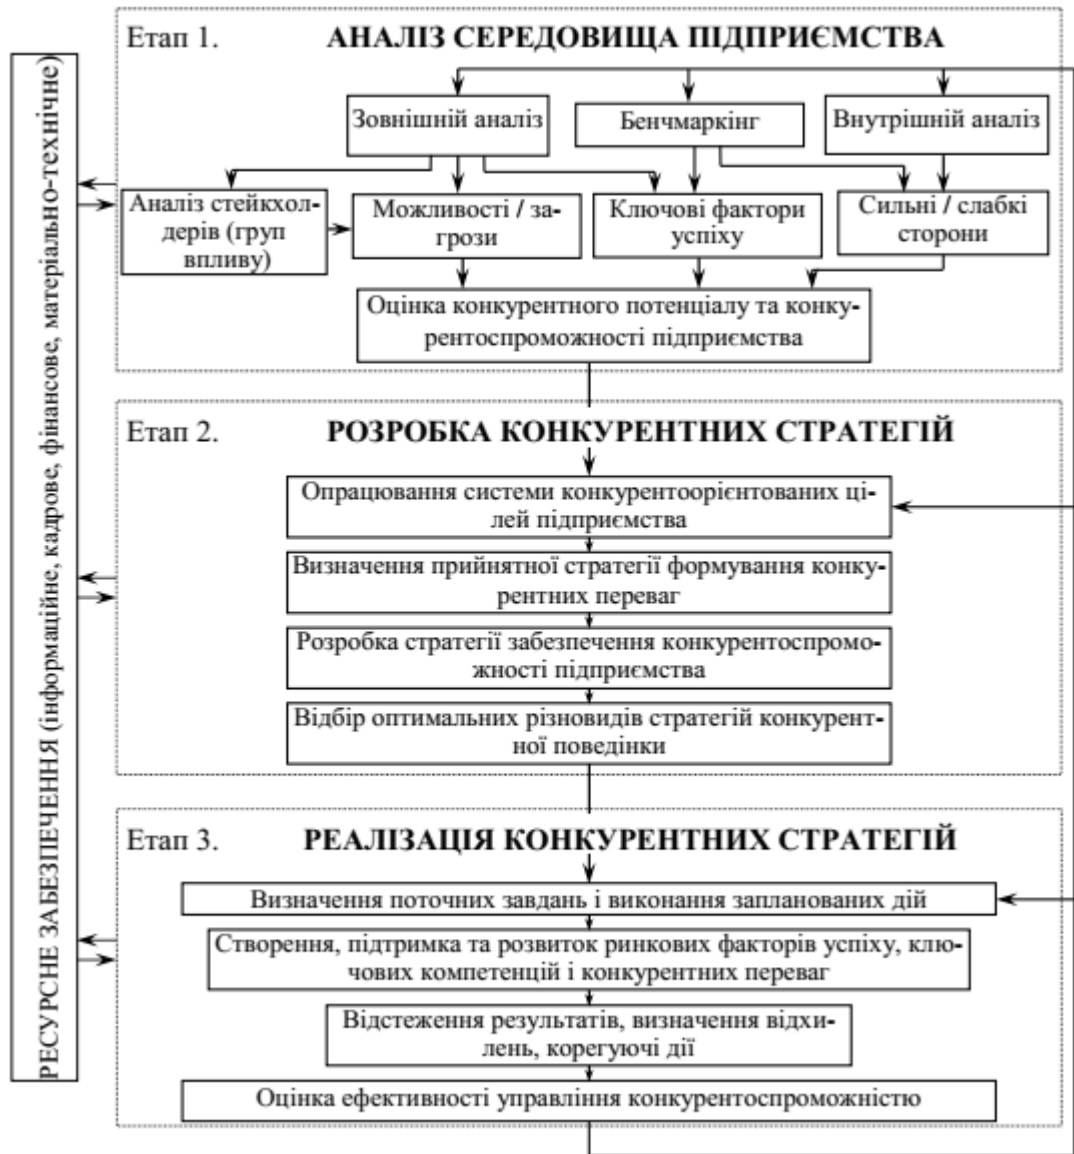 Етап 1. АНАЛІЗ СЕРЕДОВИЩА ПІДПРИЄМСТВА
Зовнішній аналіз
Бенчмаркінг
Внутрішній аналіз
Аналіз стейкхол-
дерів (груп
впливу)
Можливості / за-
грози
Ключові фактори
успіху
Сильні / слабкі
сторони
Оцінка конкурентного потенціалу та конку-
рентоспроможності підприємства
Етап 2. РОЗРОБКА КОНКУРЕНТНИХ СТРАТЕГІЙ
Опрацювання системи конкурентоорієнтованих ці-
лей підприємства
Визначення прийнятної стратегії формування конку-
рентних переваг
Розробка стратегії забезпечення конкурентоспромо-
жності підприємства
Відбір оптимальних різновидів стратегій конкурент-
ної поведінки
Етап 3. РЕАЛІЗАЦІЯ КОНКУРЕНТНИХ СТРАТЕГІЙ
Визначення поточних завдань і виконання запланованих дій
Створення, підтримка та розвиток ринкових факторів успіху, клю-
чових компетенцій і конкурентних переваг
Відстеження результатів, визначення відхи-
лень, корегуючі дії
Оцінка ефективності управління конкурентоспроможністю
РЕСУРСНЕ ЗАБЕЗПЕЧЕННЯ (інформаційне, кадрове, фінансове, матеріально-технічне)